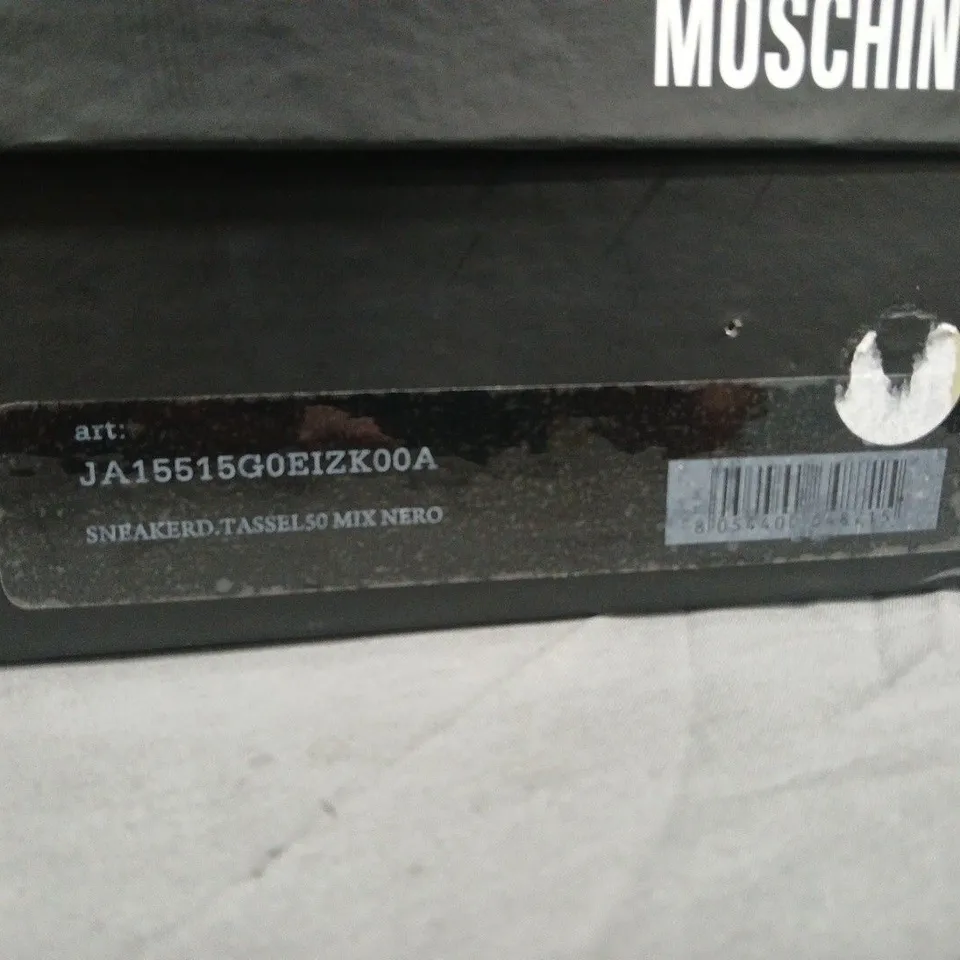 MOSCHIN
art:
JA15515G0EIZK00A
SNEAKERD.TASSEL50 MIX NERO